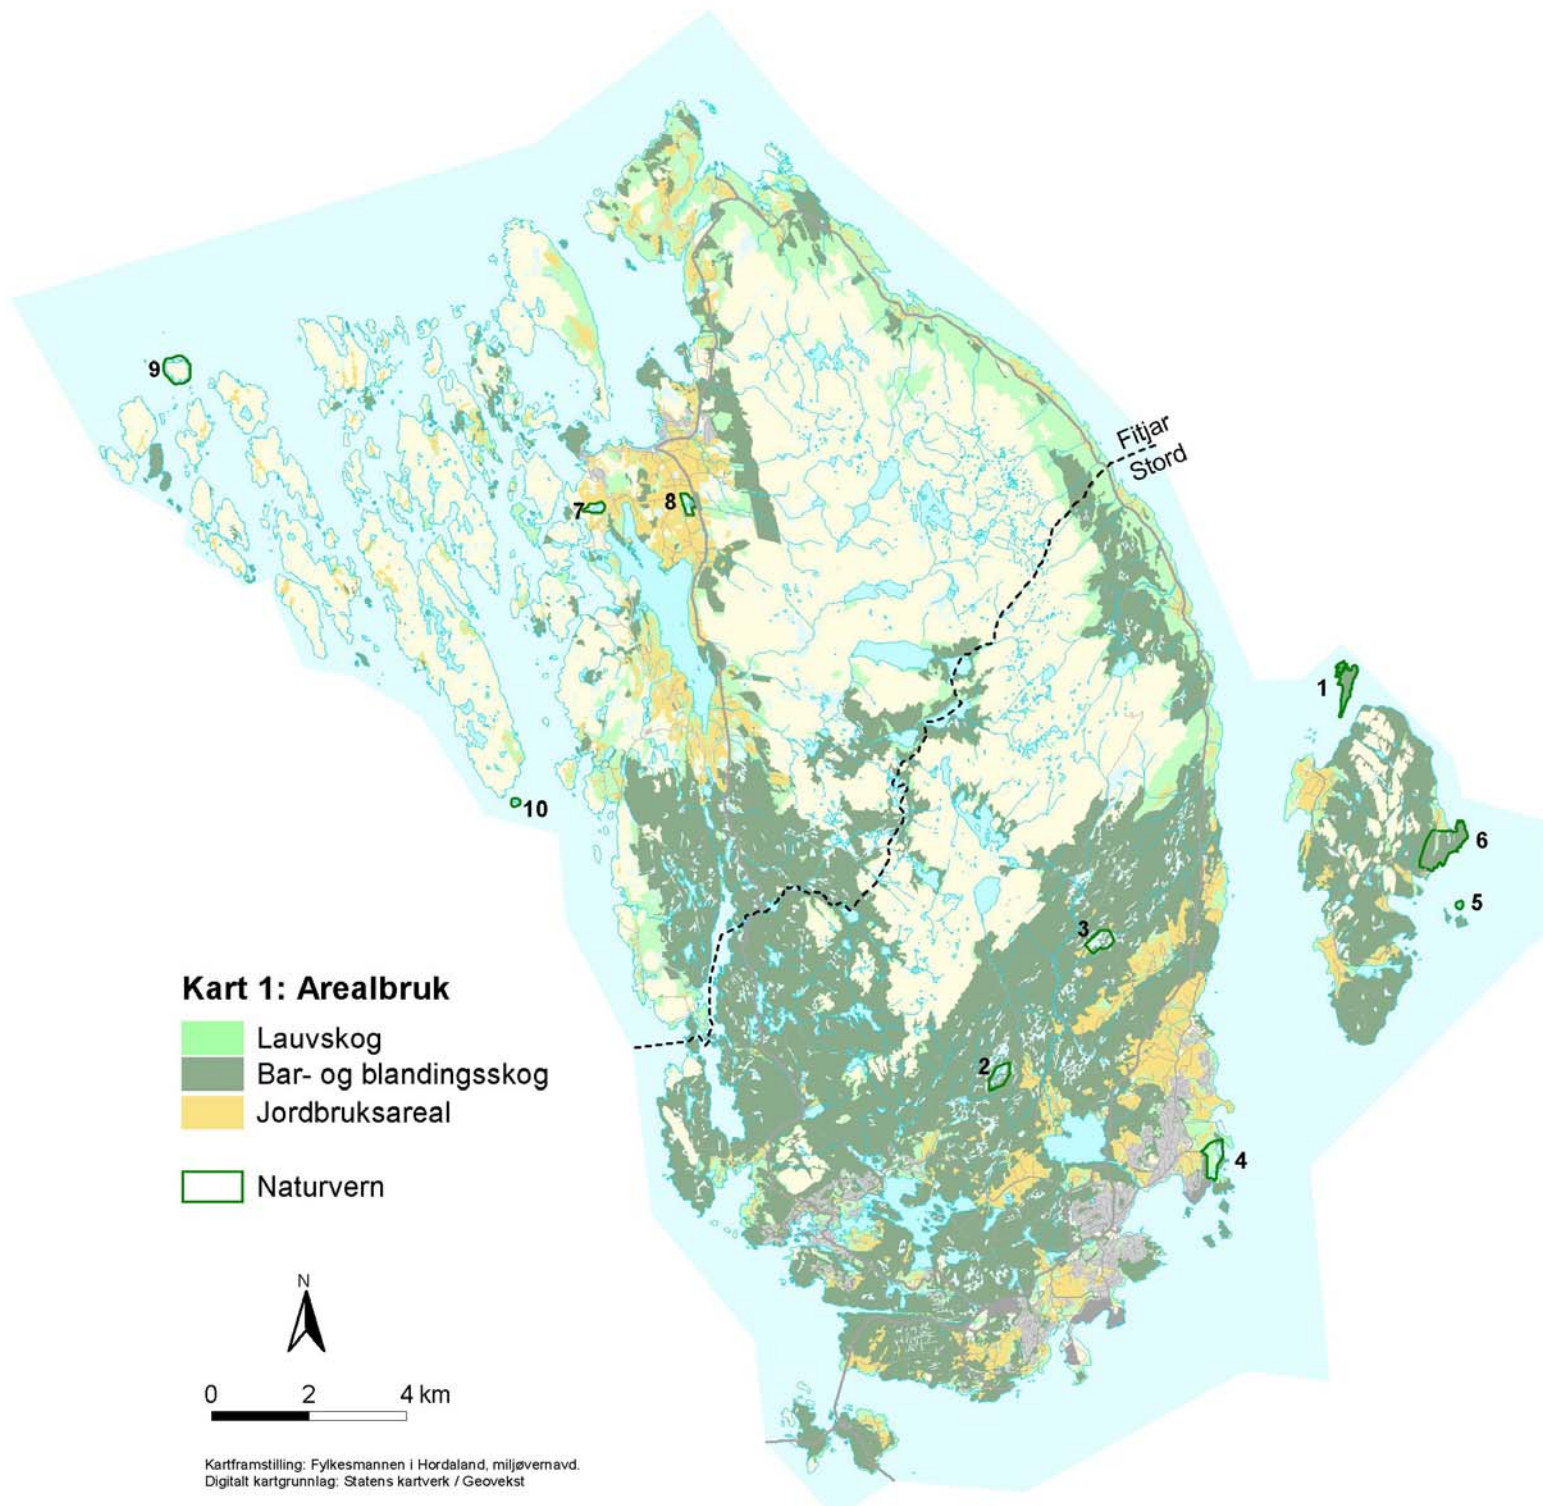 Fitjar
Stord
9
7
8
1
10
6
5
3
2
4
Kart 1: Arealbruk
Lauvskog
Bar- og blandingsskog
Jordbruksareal
Naturvern
N
0 2 4 km
Kartframstilling: Fylkesmannen i Hordaland, miljøvernavd.
Digitalt kartgrunnlag: Statens kartverk / Geovekst